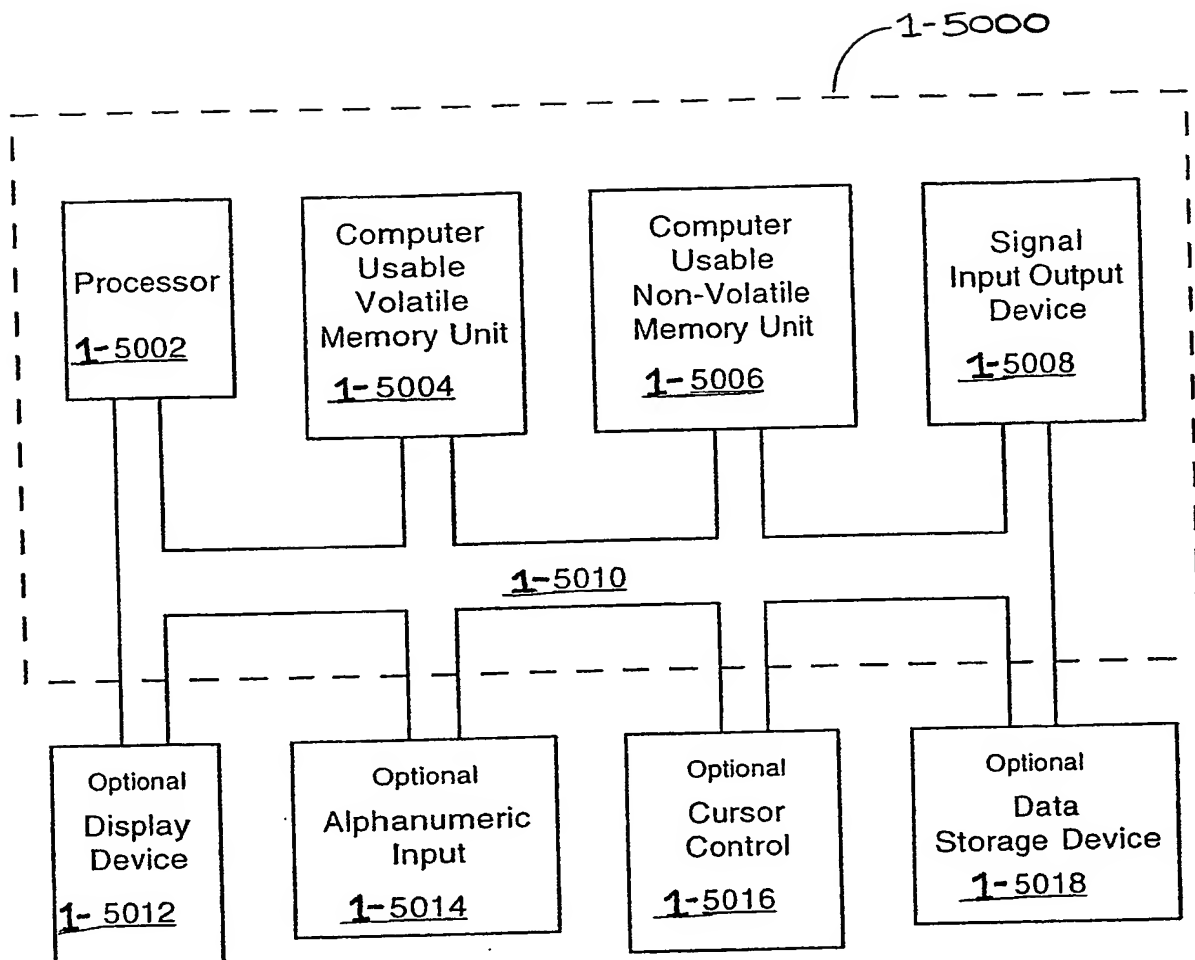 1-5000
Processor
1-5002
Computer
Usable
Volatile
Memory Unit
1-5004
Computer
Usable
Non-Volatile
Memory Unit
1-5006
Signal
Input Output
Device
1-5008
1-5010
Optional
Display
Device
1-5012
Optional
Alphanumeric
Input
1-5014
Optional
Cursor
Control
1-5016
Optional
Data
Storage Device
1-5018